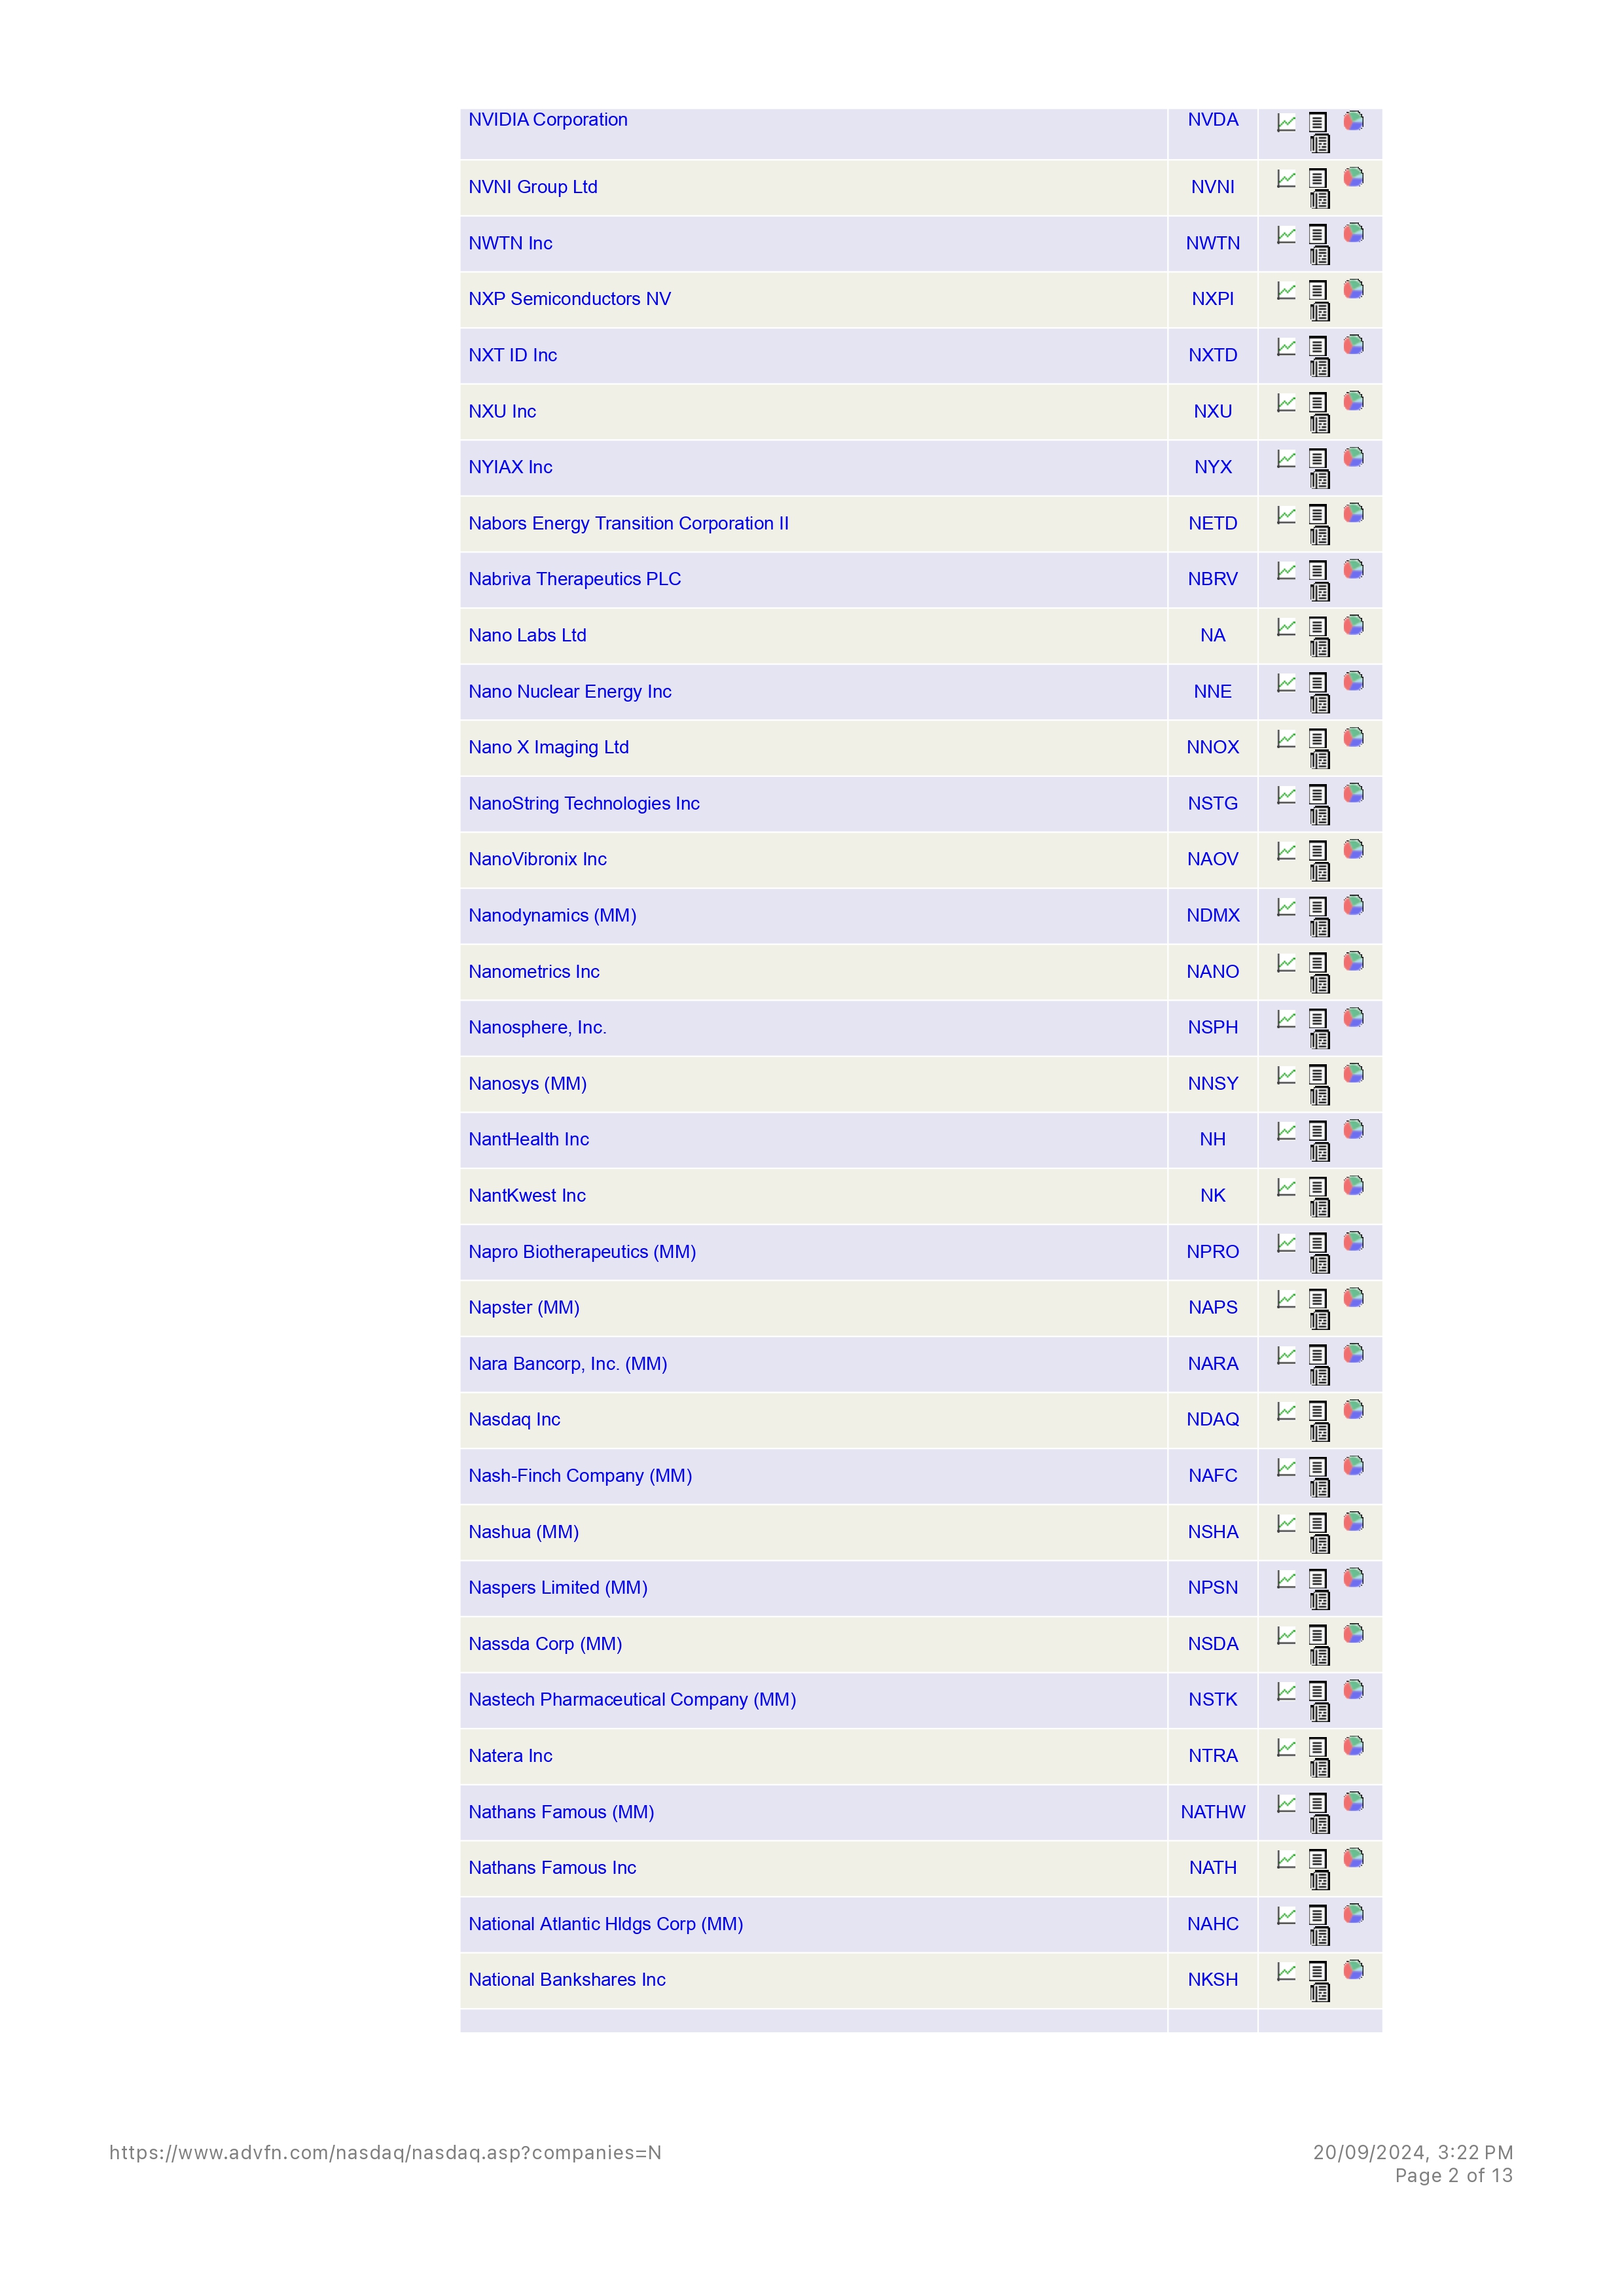 NVIDIA Corporation NVDA
NVNI Group Ltd NVNI
NWTN Inc NWTN
NXP Semiconductors NV NXPI
NXT ID Inc NXTD
NXU Inc NXU
NYIAX Inc NYX
Nabors Energy Transition Corporation II NETD
Nabriva Therapeutics PLC NBRV
Nano Labs Ltd NA
Nano Nuclear Energy Inc NNE
Nano X Imaging Ltd NNOX
NanoString Technologies Inc NSTG
NanoVibronix Inc NAOV
Nanodynamics (MM) NDMX
Nanometrics Inc NANO
Nanosphere, Inc. NSPH
Nanosys (MM) NNSY
NantHealth Inc NH
NantKwest Inc NK
Napro Biotherapeutics (MM) NPRO
Napster (MM) NAPS
Nara Bancorp, Inc. (MM) NARA
Nasdaq Inc NDAQ
Nash-Finch Company (MM) NAFC
Nashua (MM) NSHA
Naspers Limited (MM) NPSN
Nassda Corp (MM) NSDA
Nastech Pharmaceutical Company (MM) NSTK
Natera Inc NTRA
Nathans Famous (MM) NATHW
Nathans Famous Inc NATH
National Atlantic Hldgs Corp (MM) NAHC
National Bankshares Inc NKSH
https://www.advfn.com/nasdaq/nasdaq.asp?companies=N 20/09/2024, 3:22 PM
Page 2 of 13